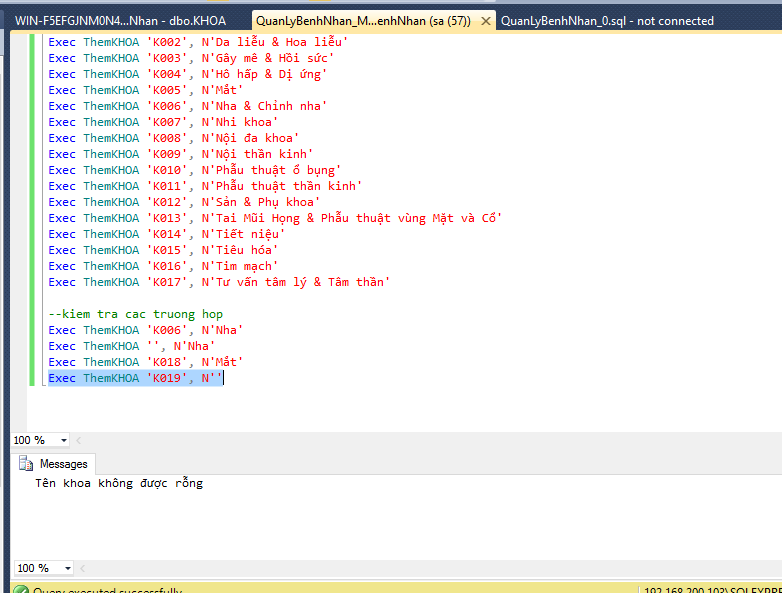 WIN-F5EFGJNM0N4...Nhan - dbo.KHOA QuanLyBenhNhan_M...enhNhan (sa (57)) QuanLyBenhNhan_0.sql - not connected
Exec ThemKHOA 'K002', N'Da liễu & Hoa liễu'
Exec ThemKHOA 'K003', N'Gây mê & Hồi sức'
Exec ThemKHOA 'K004', N'Hô hấp & Dị ứng'
Exec ThemKHOA 'K005', N'Mắt'
Exec ThemKHOA 'K006', N'Nha & Chỉnh nha'
Exec ThemKHOA 'K007', N'Nhi khoa'
Exec ThemKHOA 'K008', N'Nội đa khoa'
Exec ThemKHOA 'K009', N'Nội thần kinh'
Exec ThemKHOA 'K010', N'Phẫu thuật ổ bụng'
Exec ThemKHOA 'K011', N'Phẫu thuật thần kinh'
Exec ThemKHOA 'K012', N'Sản & Phụ khoa'
Exec ThemKHOA 'K013', N'Tai Mũi Họng & Phẫu thuật vùng Mặt và Cổ'
Exec ThemKHOA 'K014', N'Tiết niệu'
Exec ThemKHOA 'K015', N'Tiêu hóa'
Exec ThemKHOA 'K016', N'Tim mạch'
Exec ThemKHOA 'K017', N'Tư vấn tâm lý & Tâm thần'
--kiem tra cac truong hop
Exec ThemKHOA 'K006', N'Nha'
Exec ThemKHOA '', N'Nha'
Exec ThemKHOA 'K018', N'Mắt'
Exec ThemKHOA 'K019', N''
100 %
Messages
Tên khoa không được rỗng
100 %
Query executed successfully 192.168.200.103\SQLEXPRE